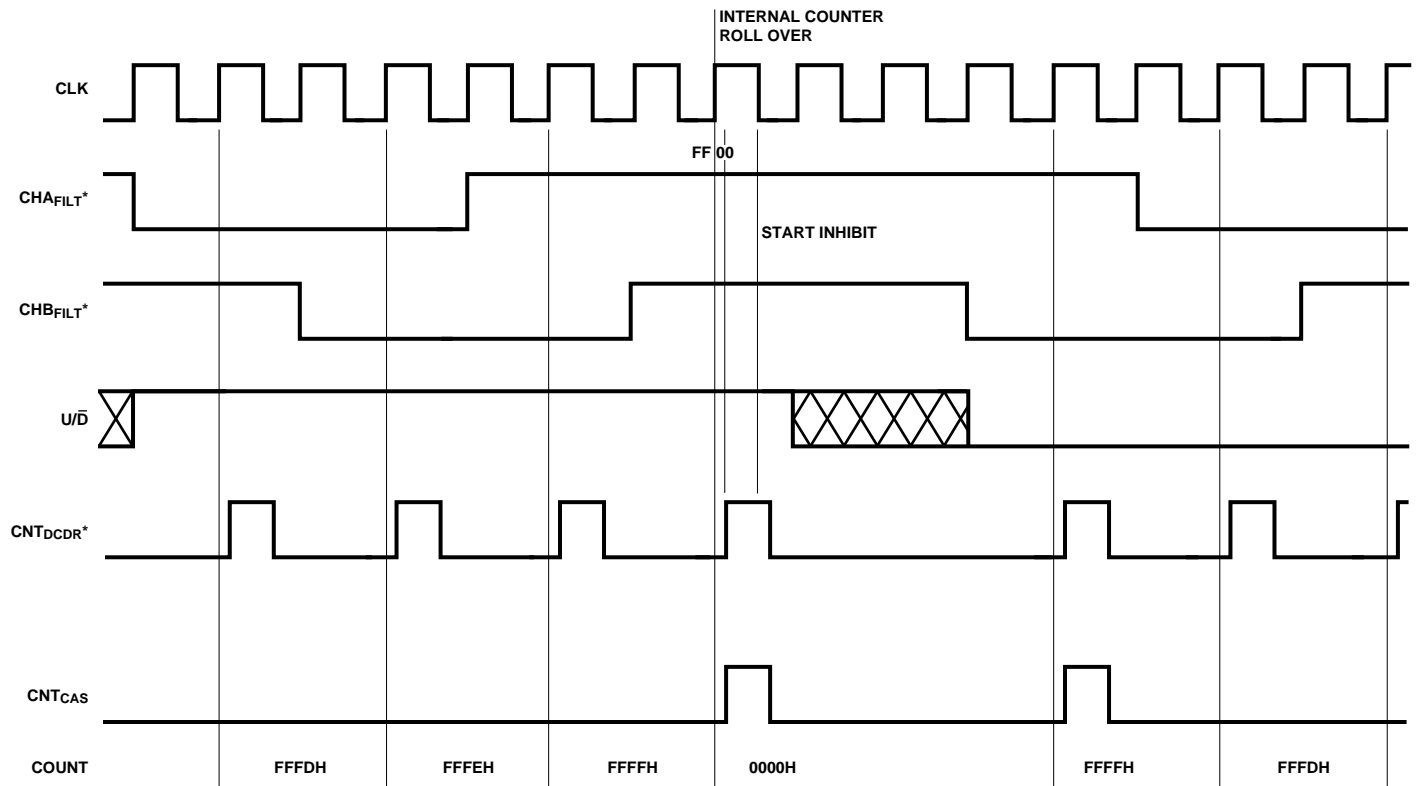 INTERNAL COUNTER
ROLL OVER
CLK
FF 00
CHAFILT*
START INHIBIT
CHBFILT*
U/D̅
CNTDCDR*
CNTCAS
COUNT FFFDH FFFEH FFFFH 0000H FFFFH FFFDH